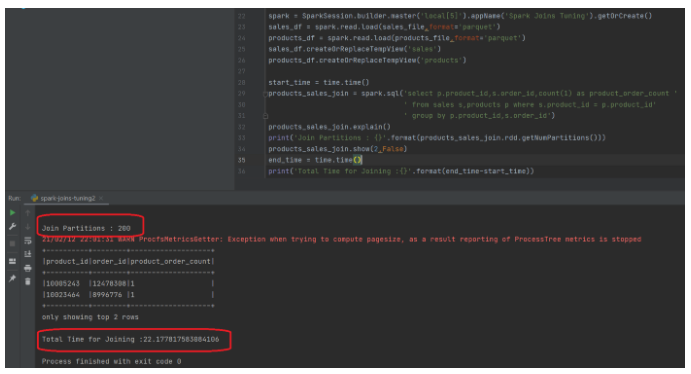 22 spark = SparkSession.builder.master('local[5]').appName('Spark Joins Tuning').getOrCreate()
23 sales_df = spark.read.load(sales_file,format='parquet')
24 products_df = spark.read.load(products_file,format='parquet')
25 sales_df.createOrReplaceTempView('sales')
26 products_df.createOrReplaceTempView('products')
27
28 start_time = time.time()
29 products_sales_join = spark.sql('select p.product_id,s.order_id,count(1) as product_order_count '
30 ' from sales s,products p where s.product_id = p.product_id'
31 ' group by p.product_id,s.order_id')
32 products_sales_join.explain()
33 print('Join Partitions : {}'.format(products_sales_join.rdd.getNumPartitions()))
34 products_sales_join.show(2,False)
35 end_time = time.time()
36 print('Total Time for Joining :{}'.format(end_time-start_time))
Run: spark-joins-tuning2 ×
Join Partitions : 200
21/02/12 22:01:31 WARN ProcfsMetricsGetter: Exception when trying to compute pagesize, as a result reporting of ProcessTree metrics is stopped
+----------+--------+-------------------+
|product_id|order_id|product_order_count|
+----------+--------+-------------------+
|10005243 |12478308|1 |
|10023464 |8996776 |1 |
+----------+--------+-------------------+
only showing top 2 rows
Total Time for Joining :22.177817583084106
Process finished with exit code 0